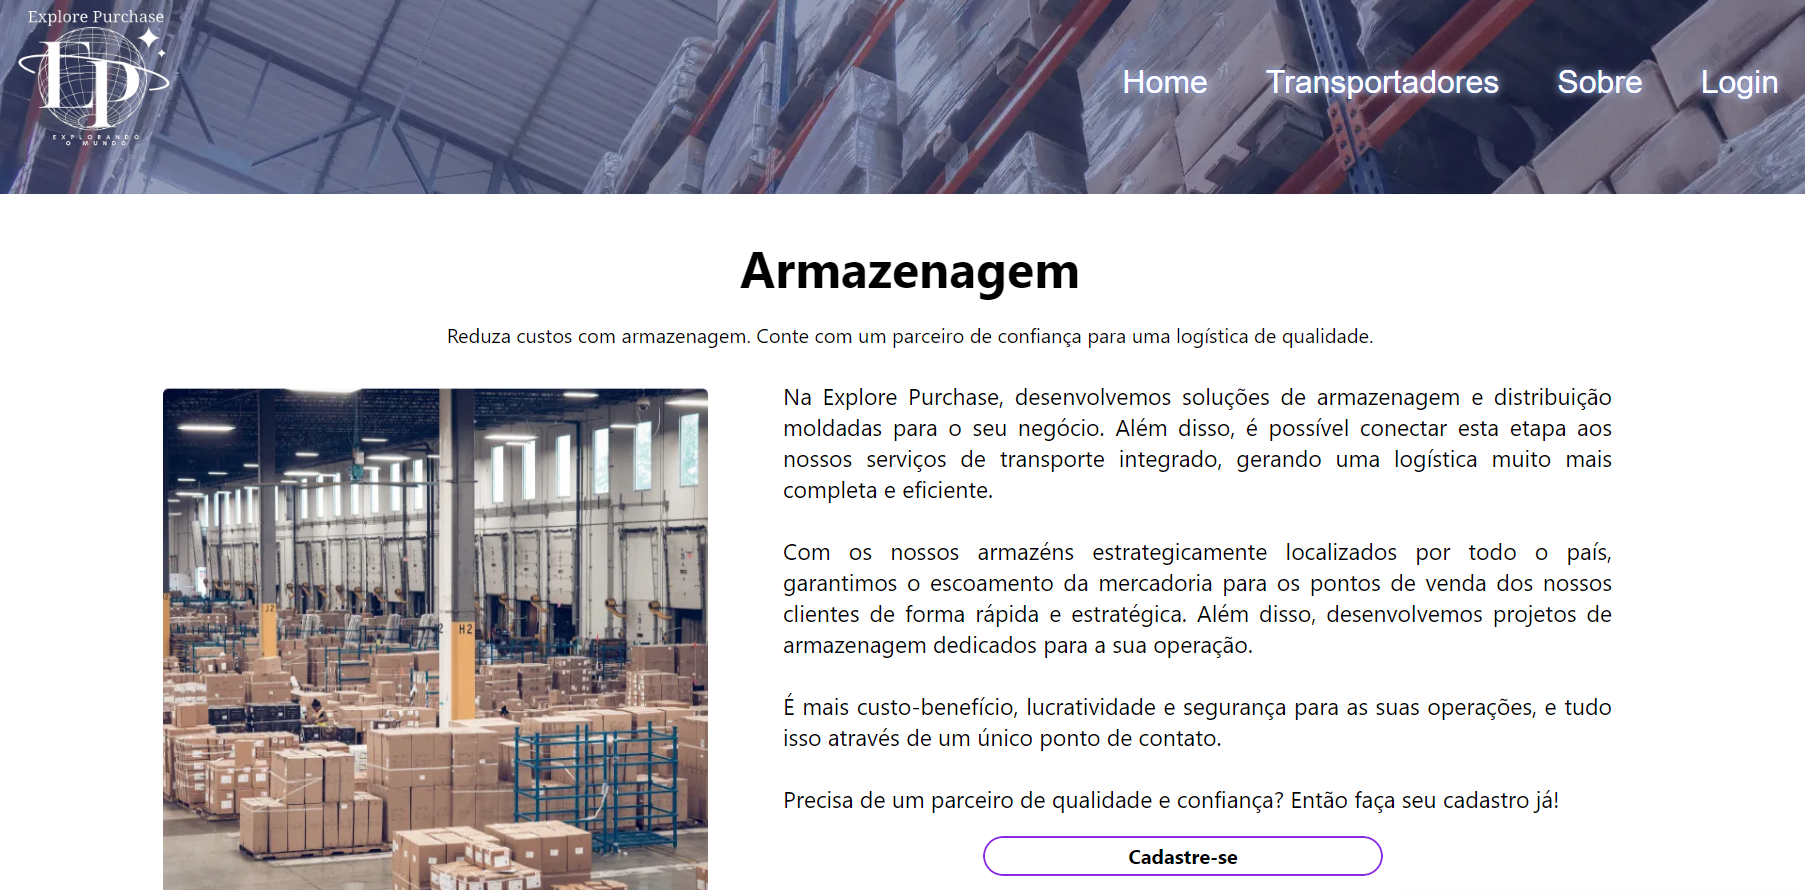 Explore Purchase
EP
EXPLORANDO
O MUNDO
Home Transportadores Sobre Login
Armazenagem
Reduza custos com armazenagem. Conte com um parceiro de confiança para uma logística de qualidade.
Na Explore Purchase, desenvolvemos soluções de armazenagem e distribuição
moldadas para o seu negócio. Além disso, é possível conectar esta etapa aos
nossos serviços de transporte integrado, gerando uma logística muito mais
completa e eficiente.
Com os nossos armazéns estrategicamente localizados por todo o país,
garantimos o escoamento da mercadoria para os pontos de venda dos nossos
clientes de forma rápida e estratégica. Além disso, desenvolvemos projetos de
armazenagem dedicados para a sua operação.
É mais custo-benefício, lucratividade e segurança para as suas operações, e tudo
isso através de um único ponto de contato.
Precisa de um parceiro de qualidade e confiança? Então faça seu cadastro já!
Cadastre-se
J2
2 H2